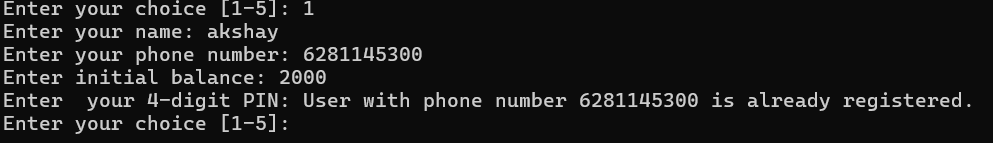 Enter your choice [1-5]: 1
Enter your name: akshay
Enter your phone number: 6281145300
Enter initial balance: 2000
Enter  your 4-digit PIN: User with phone number 6281145300 is already registered.
Enter your choice [1-5]: